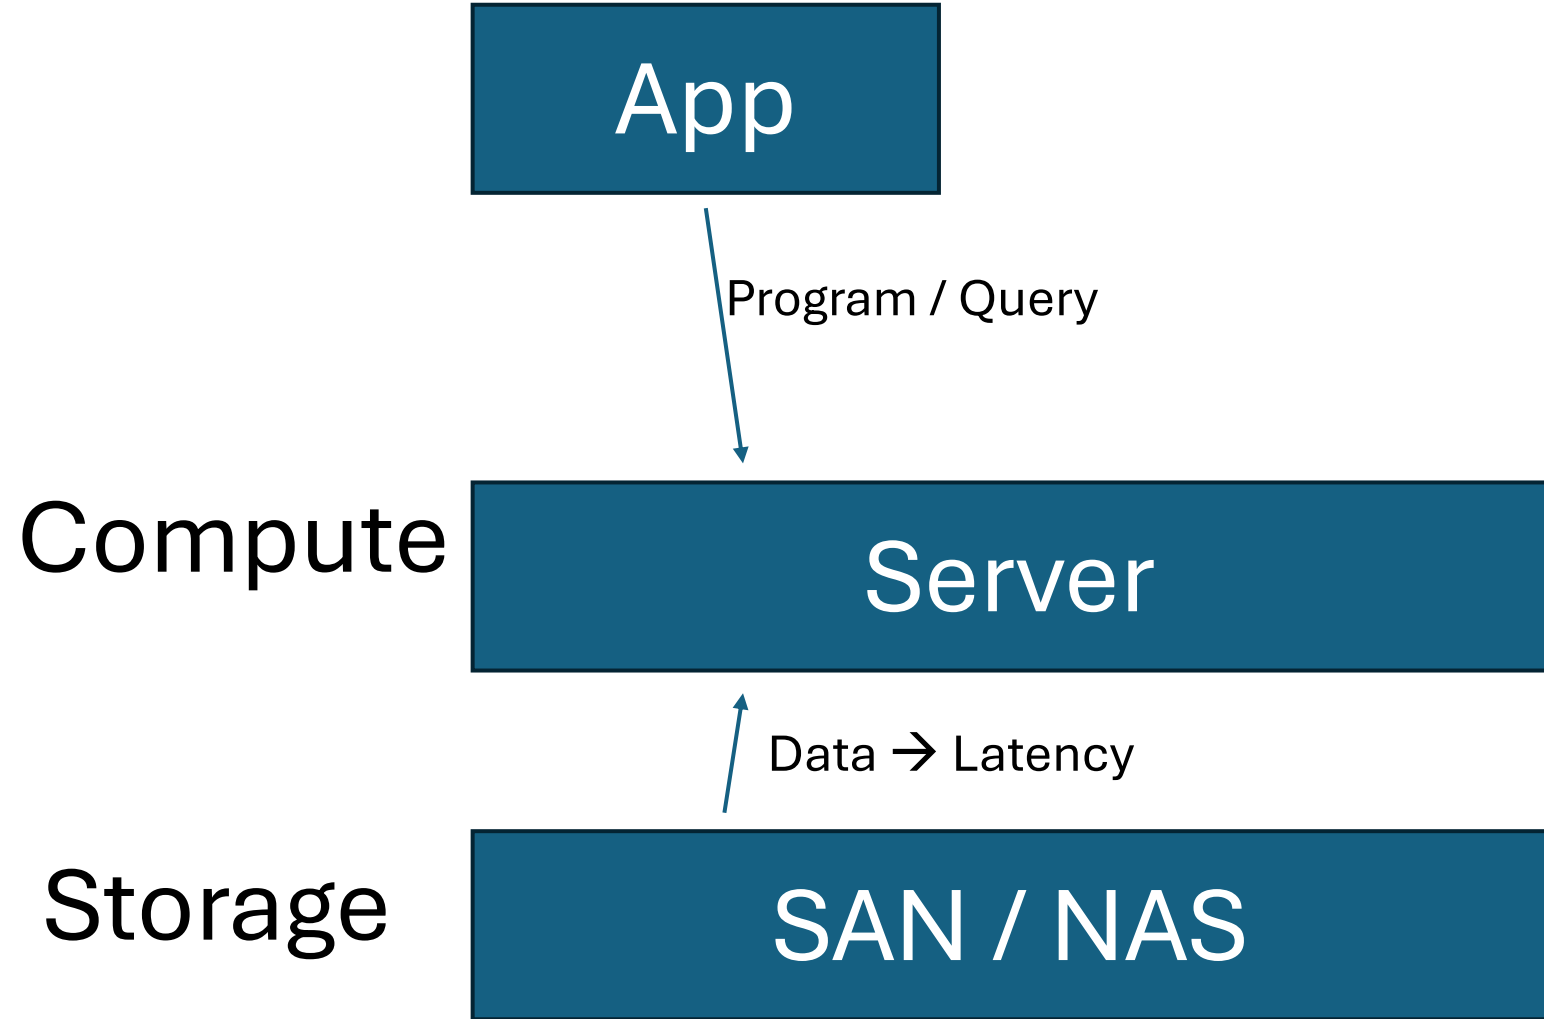 App
Program / Query
Compute
Server
Data → Latency
Storage
SAN / NAS